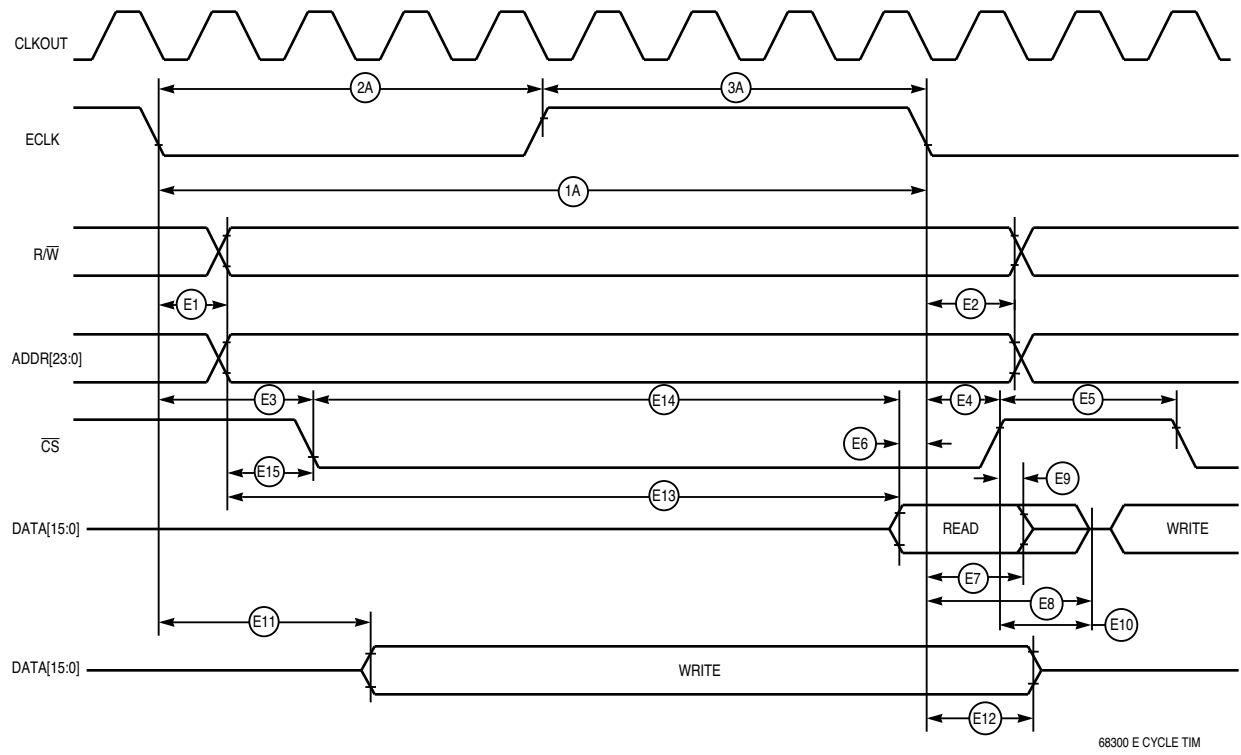 CLKOUT
2A
3A
ECLK
1A
R/W̅
E1
E2
ADDR[23:0]
E3
E14
E4
E5
C̅S̅
E6
E15
E9
E13
DATA[15:0]
READ
WRITE
E7
E8
E11
E10
DATA[15:0]
WRITE
E12
68300 E CYCLE TIM